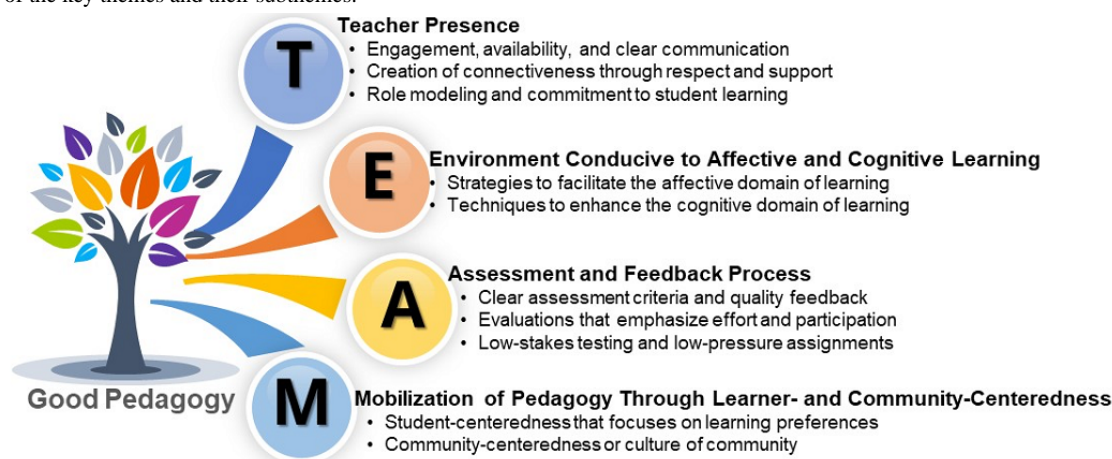 of the key themes and their subthemes.
T
Teacher Presence
• Engagement, availability, and clear communication
• Creation of connectiveness through respect and support
• Role modeling and commitment to student learning
E
Environment Conducive to Affective and Cognitive Learning
• Strategies to facilitate the affective domain of learning
• Techniques to enhance the cognitive domain of learning
A
Assessment and Feedback Process
• Clear assessment criteria and quality feedback
• Evaluations that emphasize effort and participation
• Low-stakes testing and low-pressure assignments
Good Pedagogy
M
Mobilization of Pedagogy Through Learner- and Community-Centeredness
• Student-centeredness that focuses on learning preferences
• Community-centeredness or culture of community